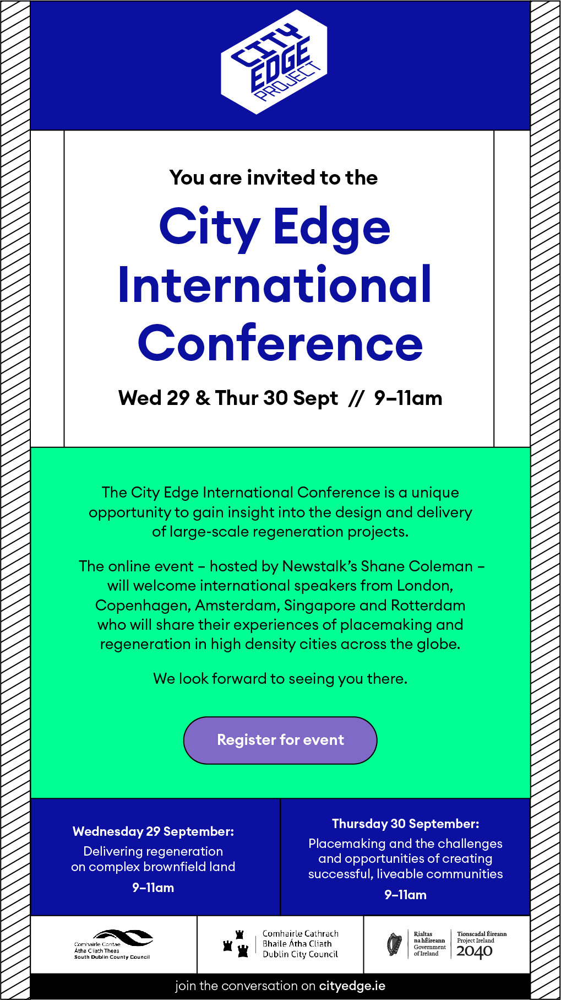 CITY
EDGE
PROJECT
You are invited to the
City Edge
International
Conference
Wed 29 & Thur 30 Sept // 9–11am
The City Edge International Conference is a unique
opportunity to gain insight into the design and delivery
of large-scale regeneration projects.
The online event – hosted by Newstalk’s Shane Coleman –
will welcome international speakers from London,
Copenhagen, Amsterdam, Singapore and Rotterdam
who will share their experiences of placemaking and
regeneration in high density cities across the globe.
We look forward to seeing you there.
Register for event
Wednesday 29 September:
Delivering regeneration
on complex brownfield land
9–11am
Thursday 30 September:
Placemaking and the challenges
and opportunities of creating
successful, liveable communities
9–11am
Comhairle Contae
Átha Cliath Theas
South Dublin County Council
Comhairle Cathrach
Bhaile Átha Cliath
Dublin City Council
Rialtas
na hÉireann
Government
of Ireland
Tionscadal Éireann
Project Ireland
2040
join the conversation on cityedge.ie